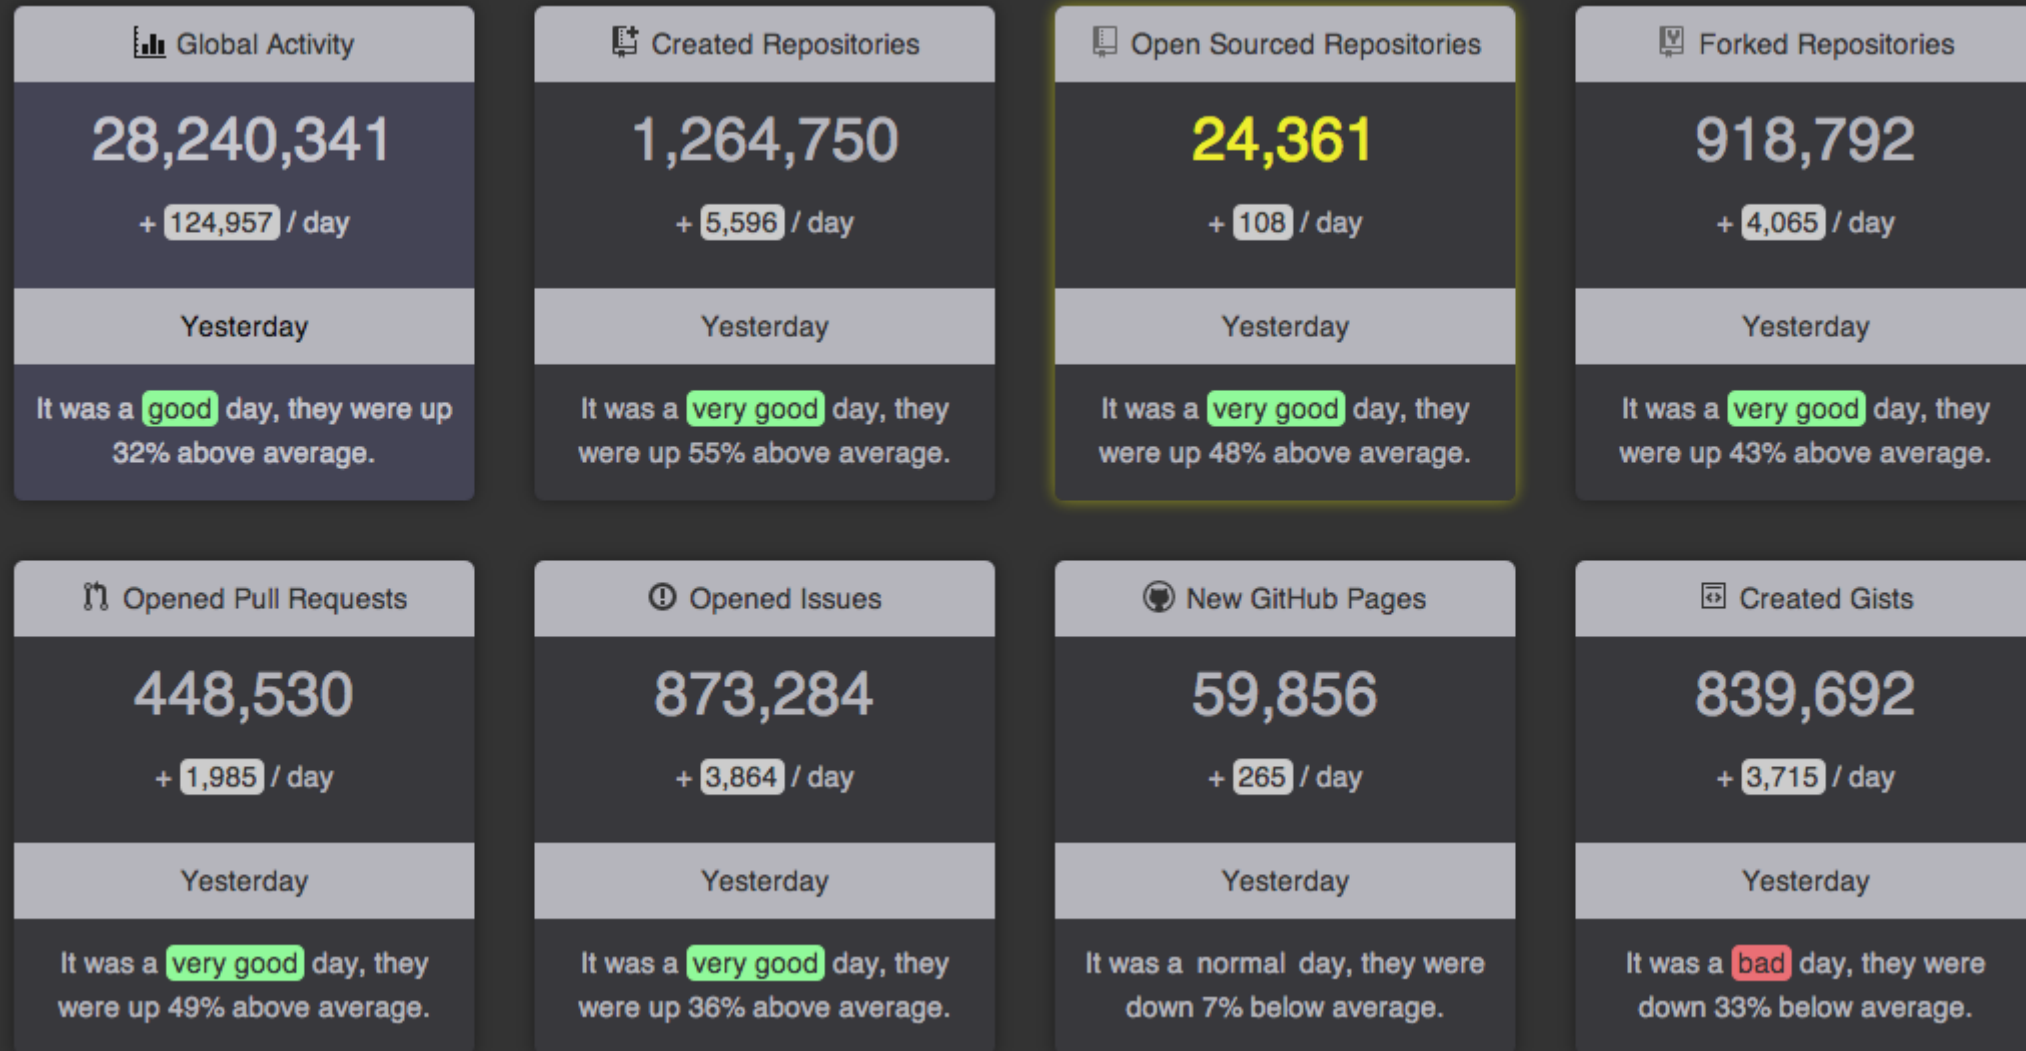 Global Activity
28,240,341
+ 124,957 / day
Yesterday
It was a good day, they were up
32% above average.
Created Repositories
1,264,750
+ 5,596 / day
Yesterday
It was a very good day, they
were up 55% above average.
Open Sourced Repositories
24,361
+ 108 / day
Yesterday
It was a very good day, they
were up 48% above average.
Forked Repositories
918,792
+ 4,065 / day
Yesterday
It was a very good day, they
were up 43% above average.
Opened Pull Requests
448,530
+ 1,985 / day
Yesterday
It was a very good day, they
were up 49% above average.
Opened Issues
873,284
+ 3,864 / day
Yesterday
It was a very good day, they
were up 36% above average.
New GitHub Pages
59,856
+ 265 / day
Yesterday
It was a normal day, they were
down 7% below average.
Created Gists
839,692
+ 3,715 / day
Yesterday
It was a bad day, they were
down 33% below average.